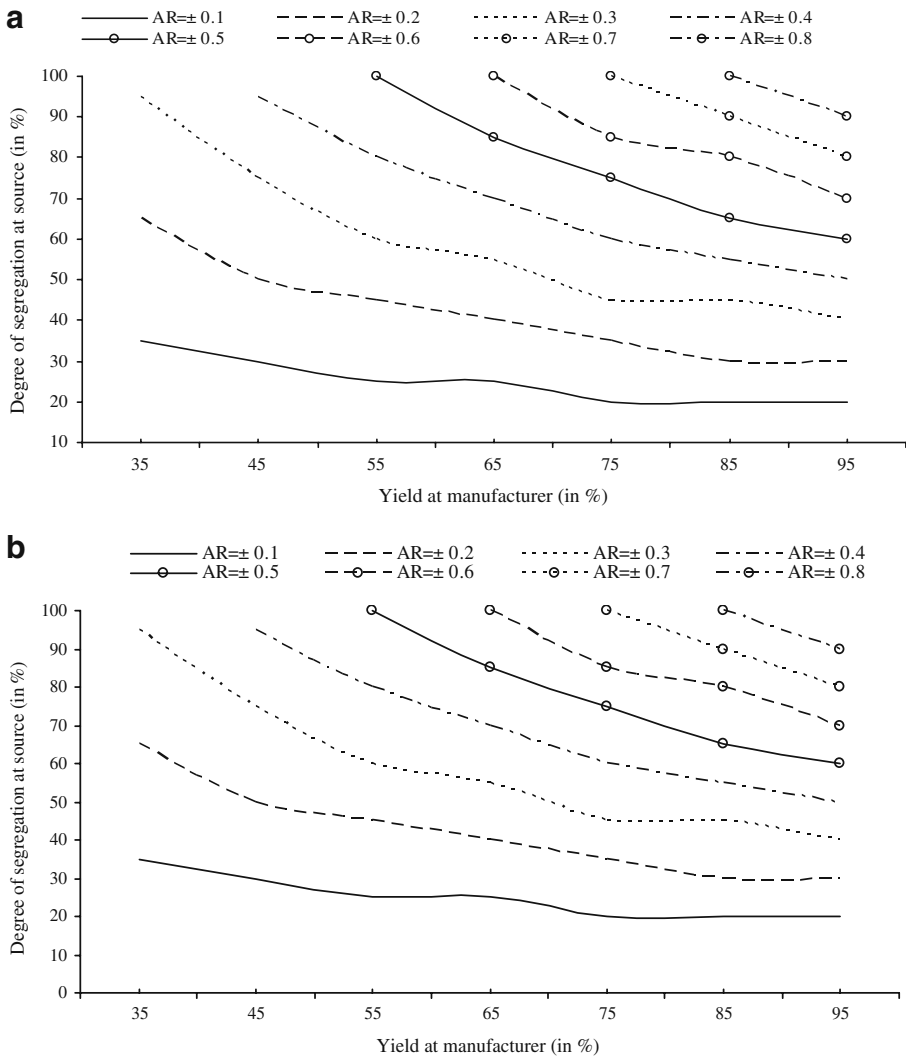 a
AR=± 0.1 AR=± 0.2 AR=± 0.3 AR=± 0.4
AR=± 0.5 AR=± 0.6 AR=± 0.7 AR=± 0.8
Degree of segregation at source (in %)
100
90
80
70
60
50
40
30
20
10
35 45 55 65 75 85 95
Yield at manufacturer (in %)
b
AR=± 0.1 AR=± 0.2 AR=± 0.3 AR=± 0.4
AR=± 0.5 AR=± 0.6 AR=± 0.7 AR=± 0.8
Degree of segregation at source (in %)
100
90
80
70
60
50
40
30
20
10
0
35 45 55 65 75 85 95
Yield at manufacturer (in %)